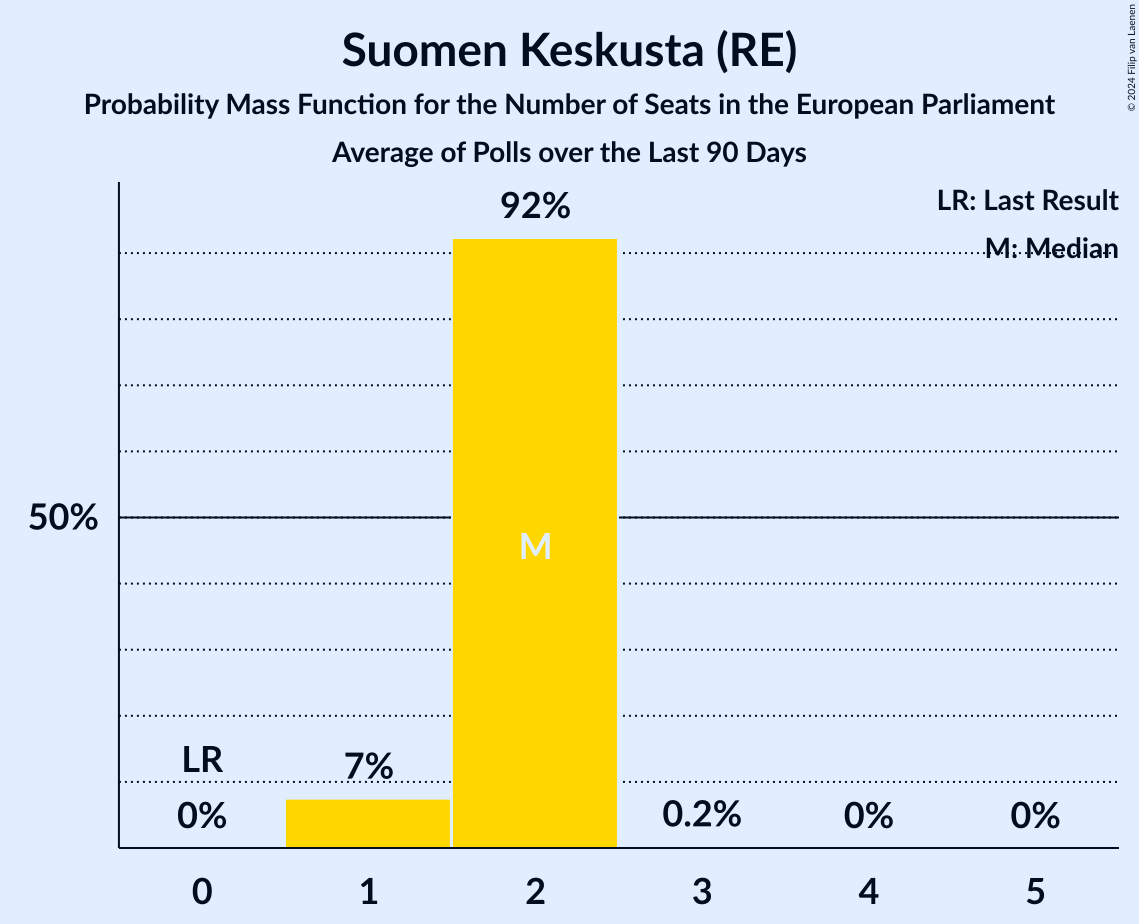 Suomen Keskusta (RE)
Probability Mass Function for the Number of Seats in the European Parliament
Average of Polls over the Last 90 Days
© 2024 Filip van Laenen
LR: Last Result
M: Median
92%
50%
M
LR
7%
0%
0.2%
0%
0%
0
1
2
3
4
5